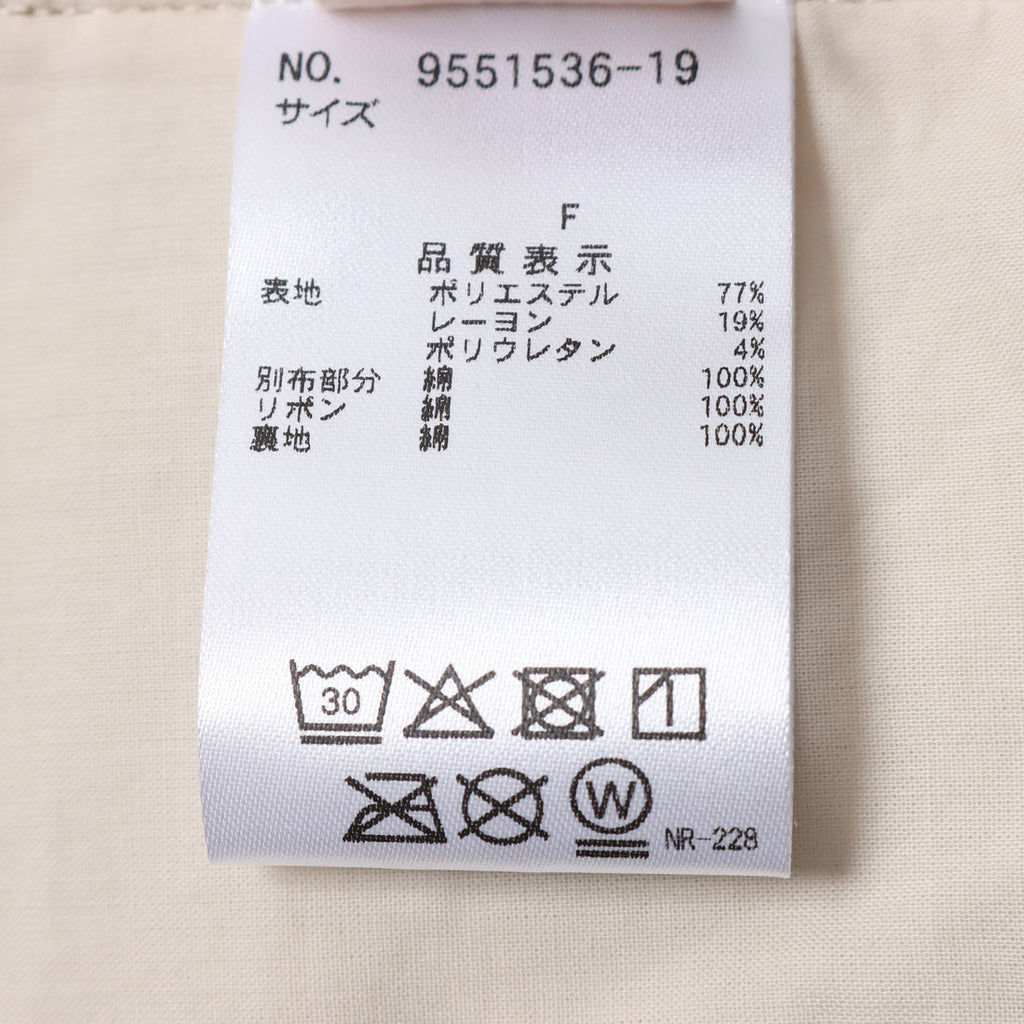 NO. 9551536-19
サイズ
F
品質表示
表地 ポリエステル 77%
レーヨン 19%
ポリウレタン 4%
別布部分 綿 100%
リボン 綿 100%
裏地 綿 100%
30
W NR-228